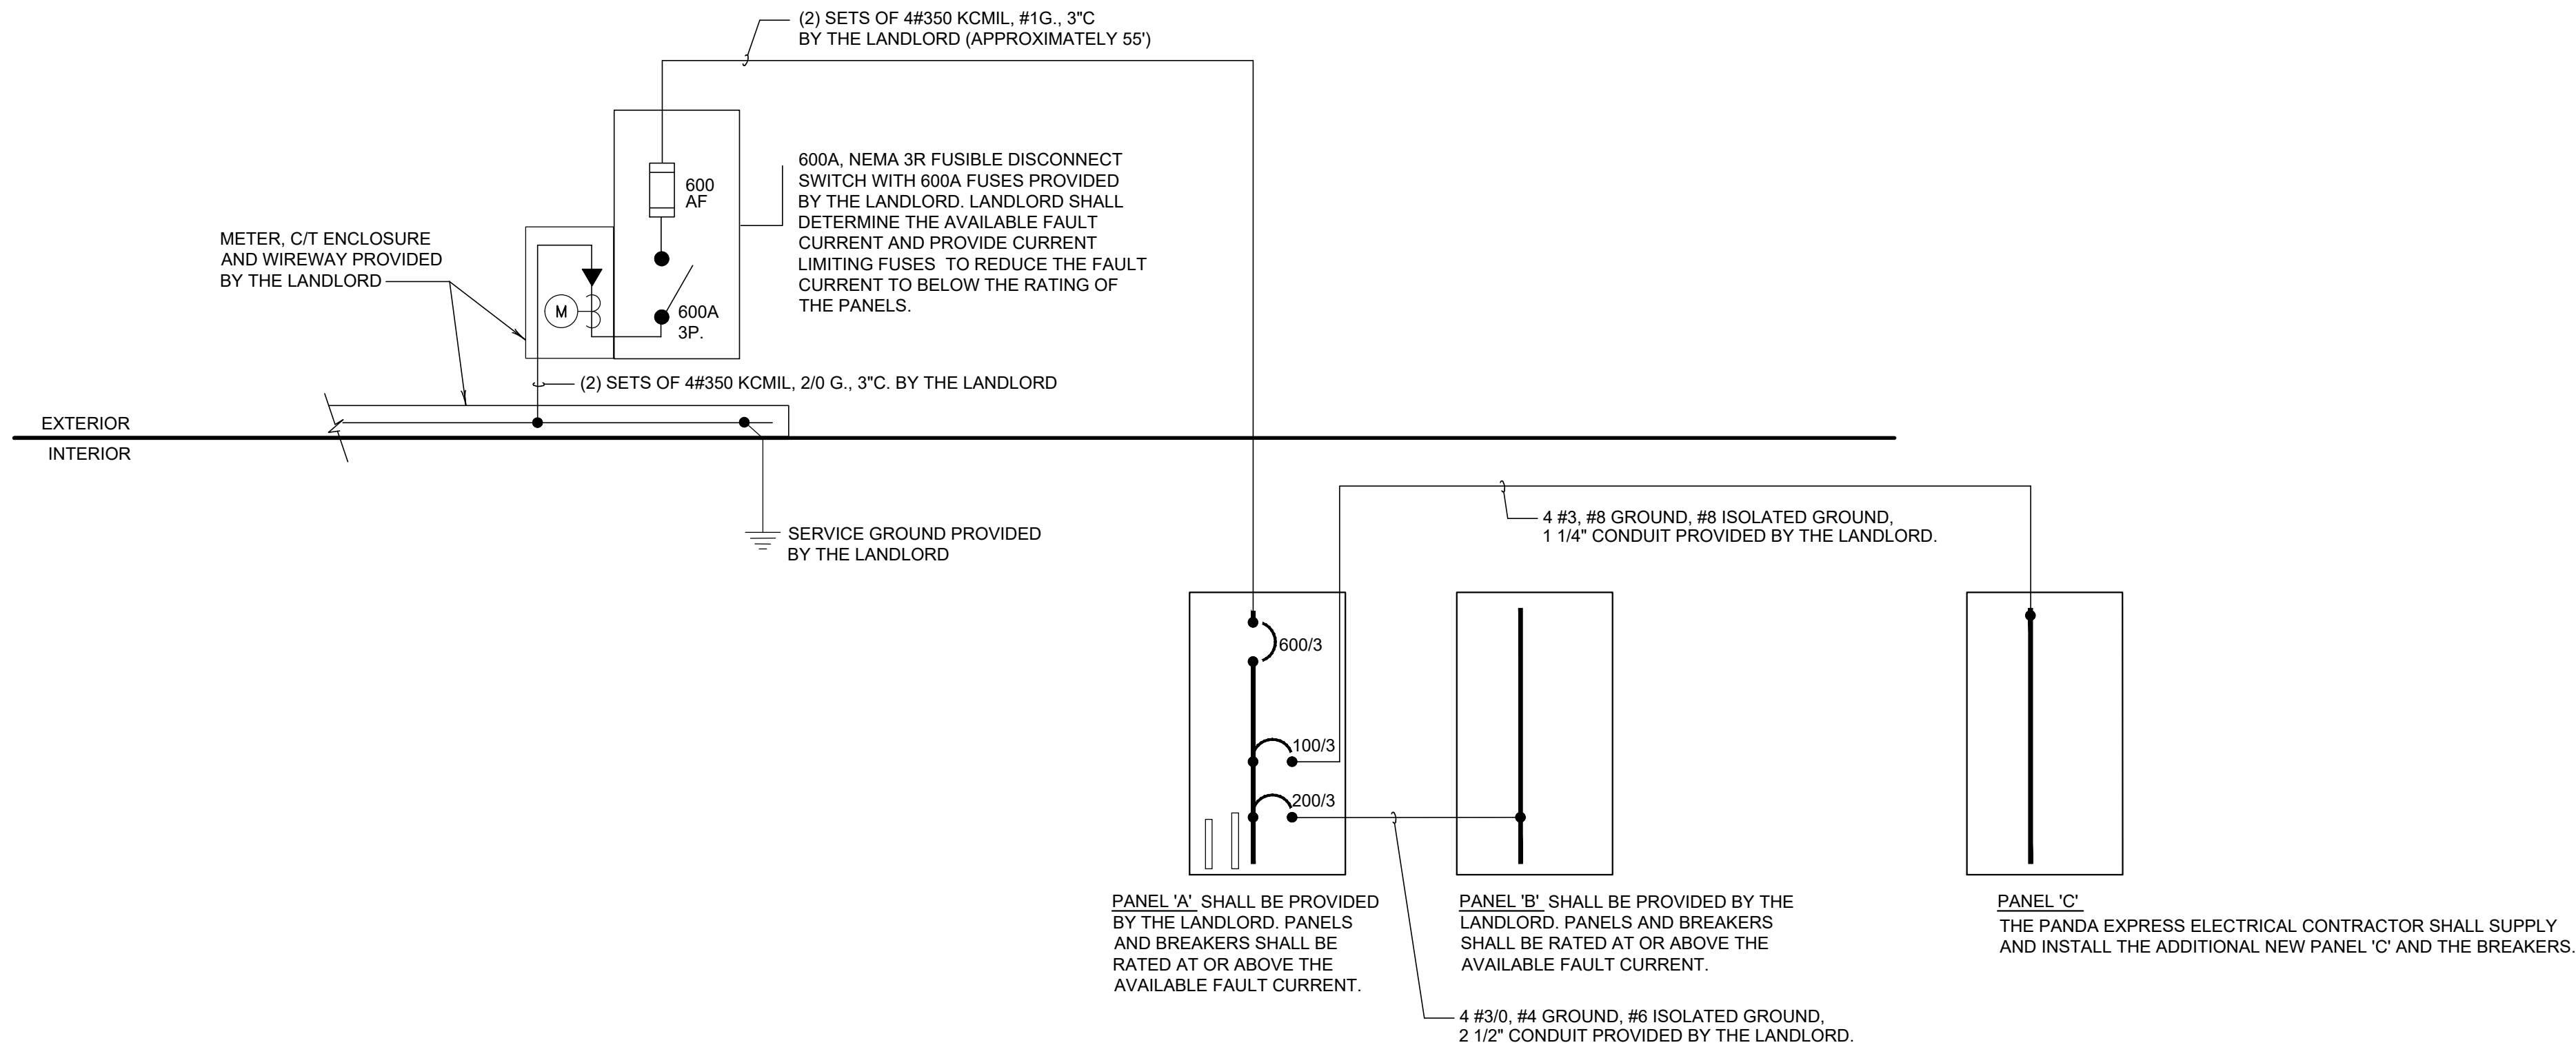 (2) SETS OF 4#350 KCMIL, #1G., 3"C
BY THE LANDLORD (APPROXIMATELY 55')
600
AF
600A, NEMA 3R FUSIBLE DISCONNECT
SWITCH WITH 600A FUSES PROVIDED
BY THE LANDLORD. LANDLORD SHALL
DETERMINE THE AVAILABLE FAULT
CURRENT AND PROVIDE CURRENT
LIMITING FUSES TO REDUCE THE FAULT
CURRENT TO BELOW THE RATING OF
THE PANELS.
METER, C/T ENCLOSURE
AND WIREWAY PROVIDED
BY THE LANDLORD
M
600A
3P.
(2) SETS OF 4#350 KCMIL, 2/0 G., 3"C. BY THE LANDLORD
EXTERIOR
INTERIOR
SERVICE GROUND PROVIDED
BY THE LANDLORD
4 #3, #8 GROUND, #8 ISOLATED GROUND,
1 1/4" CONDUIT PROVIDED BY THE LANDLORD.
600/3
100/3
200/3
PANEL 'A' SHALL BE PROVIDED
BY THE LANDLORD. PANELS
AND BREAKERS SHALL BE
RATED AT OR ABOVE THE
AVAILABLE FAULT CURRENT.
PANEL 'B' SHALL BE PROVIDED BY THE
LANDLORD. PANELS AND BREAKERS
SHALL BE RATED AT OR ABOVE THE
AVAILABLE FAULT CURRENT.
PANEL 'C'
THE PANDA EXPRESS ELECTRICAL CONTRACTOR SHALL SUPPLY
AND INSTALL THE ADDITIONAL NEW PANEL 'C' AND THE BREAKERS.
4 #3/0, #4 GROUND, #6 ISOLATED GROUND,
2 1/2" CONDUIT PROVIDED BY THE LANDLORD.